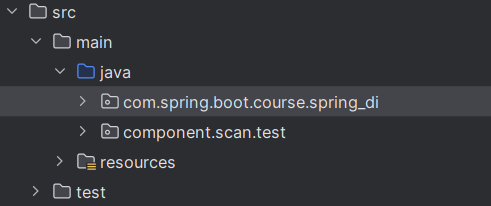 src
main
java
com.spring.boot.course.spring_di
component.scan.test
resources
test